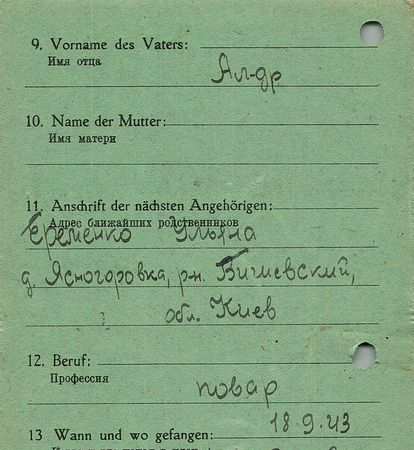 9. Vorname des Vaters:
Имя отца
Ал-др
10. Name der Mutter:
Имя матери
11. Anschrift der nächsten Angehörigen:
Адрес ближайших родственников
Еременко Ульяна
д. Ясногоровка, рн. Бишевский,
обл. Киев
12. Beruf:
Профессия
повар
18.9.43
13 Wann und wo gefangen: